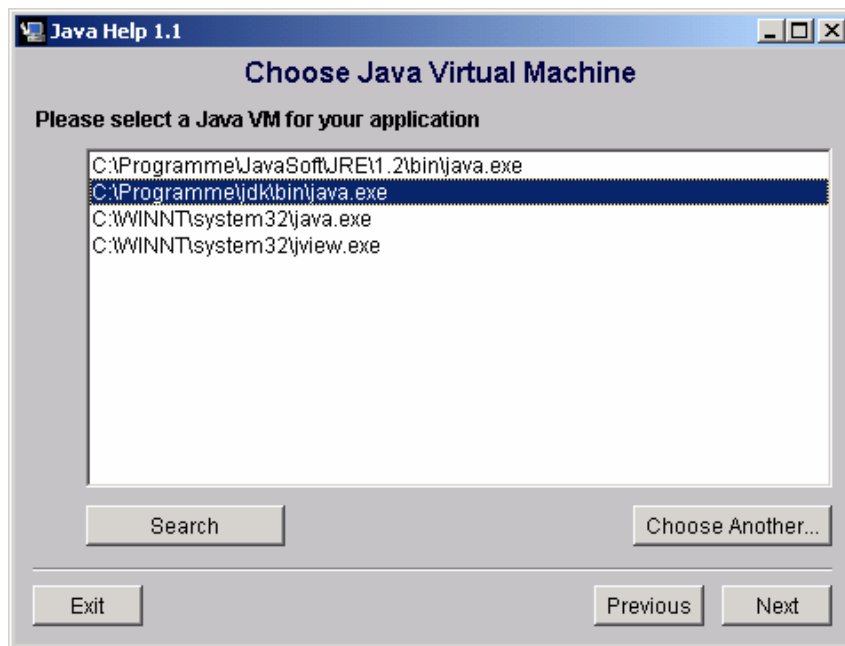 Java Help 1.1
Choose Java Virtual Machine
Please select a Java VM for your application
C:\Programme\JavaSoft\JRE\1.2\bin\java.exe
C:\Programme\jdk\bin\java.exe
C:\WINNT\system32\java.exe
C:\WINNT\system32\jview.exe
Search Choose Another...
Exit Previous Next